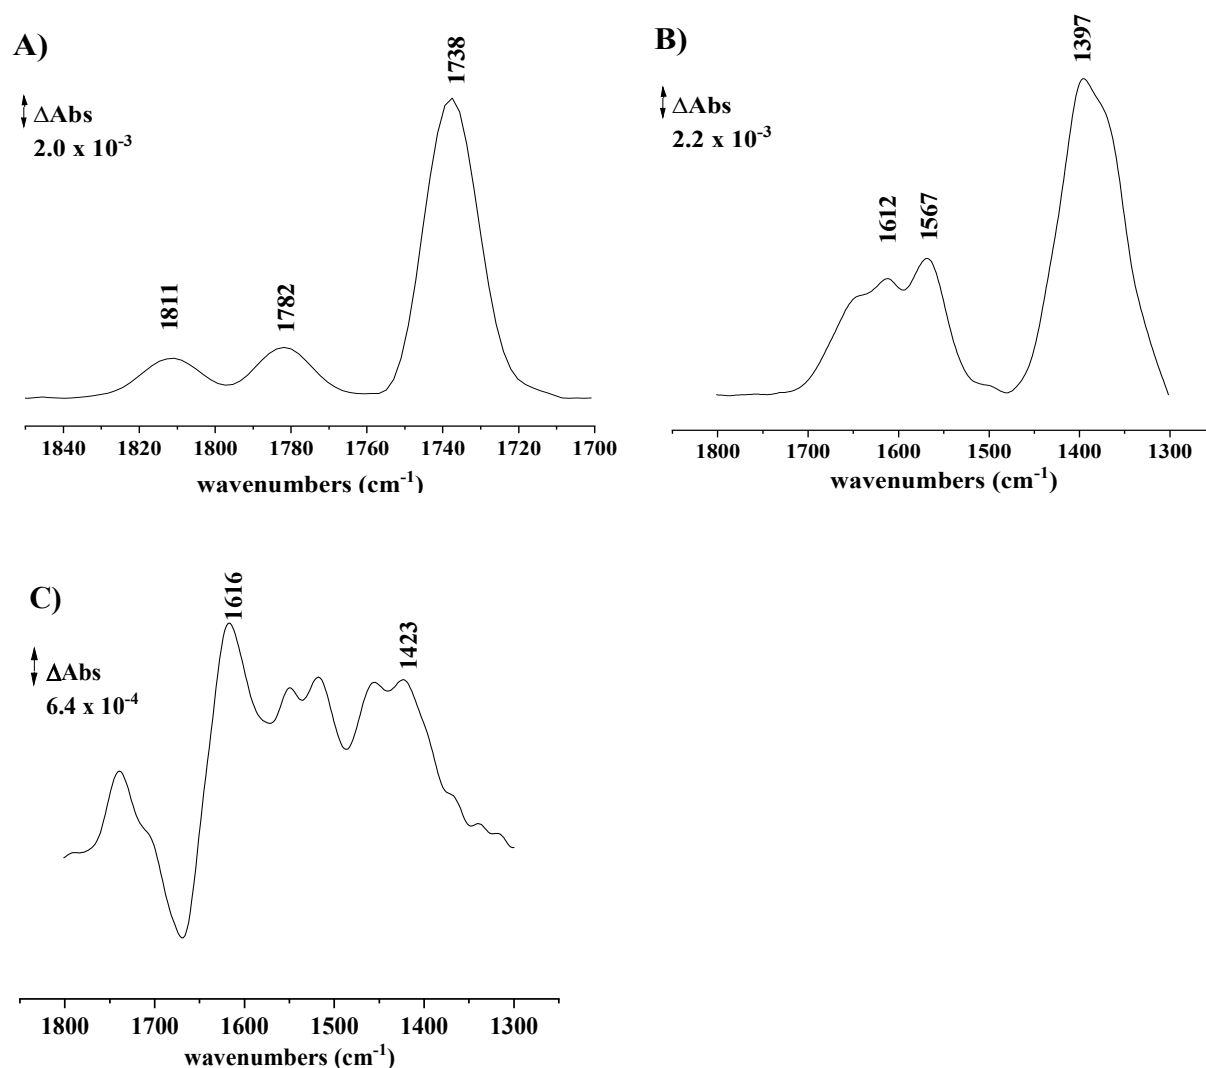 A)
1738
ΔAbs
2.0 x 10⁻³
1811
1782
1840 1820 1800 1780 1760 1740 1720 1700
wavenumbers (cm⁻¹)
B)
1397
ΔAbs
2.2 x 10⁻³
1612
1567
1800 1700 1600 1500 1400 1300
wavenumbers (cm⁻¹)
C)
1616
1423
ΔAbs
6.4 x 10⁻⁴
1800 1700 1600 1500 1400 1300
wavenumbers (cm⁻¹)